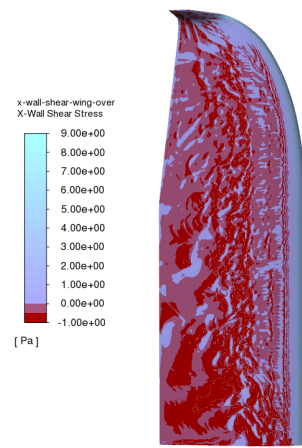 x-wall-shear-wing-over
X-Wall Shear Stress
9.00e+00
8.00e+00
7.00e+00
6.00e+00
5.00e+00
4.00e+00
3.00e+00
2.00e+00
1.00e+00
0.00e+00
-1.00e+00
[ Pa ]